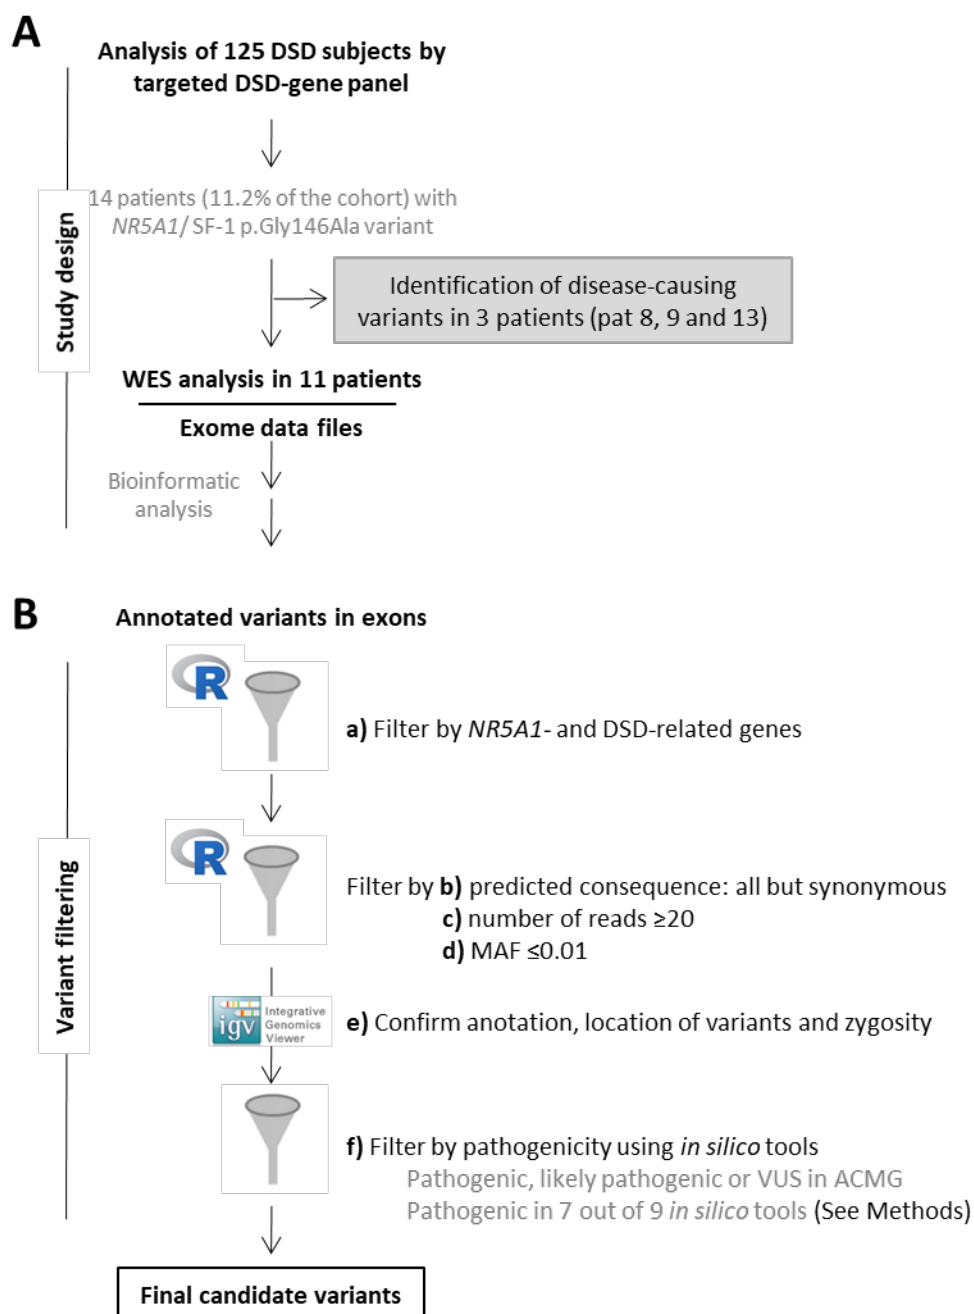 A
Analysis of 125 DSD subjects by
targeted DSD-gene panel
14 patients (11.2% of the cohort) with
NR5A1/ SF-1 p.Gly146Ala variant
Study design
Identification of disease-causing
variants in 3 patients (pat 8, 9 and 13)
WES analysis in 11 patients
Exome data files
Bioinformatic
analysis
B
Annotated variants in exons
R
a) Filter by NR5A1- and DSD-related genes
R
Variant filtering
Filter by b) predicted consequence: all but synonymous
c) number of reads ≥20
d) MAF ≤0.01
igv
Integrative
Genomics
Viewer
e) Confirm anotation, location of variants and zygosity
f) Filter by pathogenicity using in silico tools
Pathogenic, likely pathogenic or VUS in ACMG
Pathogenic in 7 out of 9 in silico tools (See Methods)
Final candidate variants